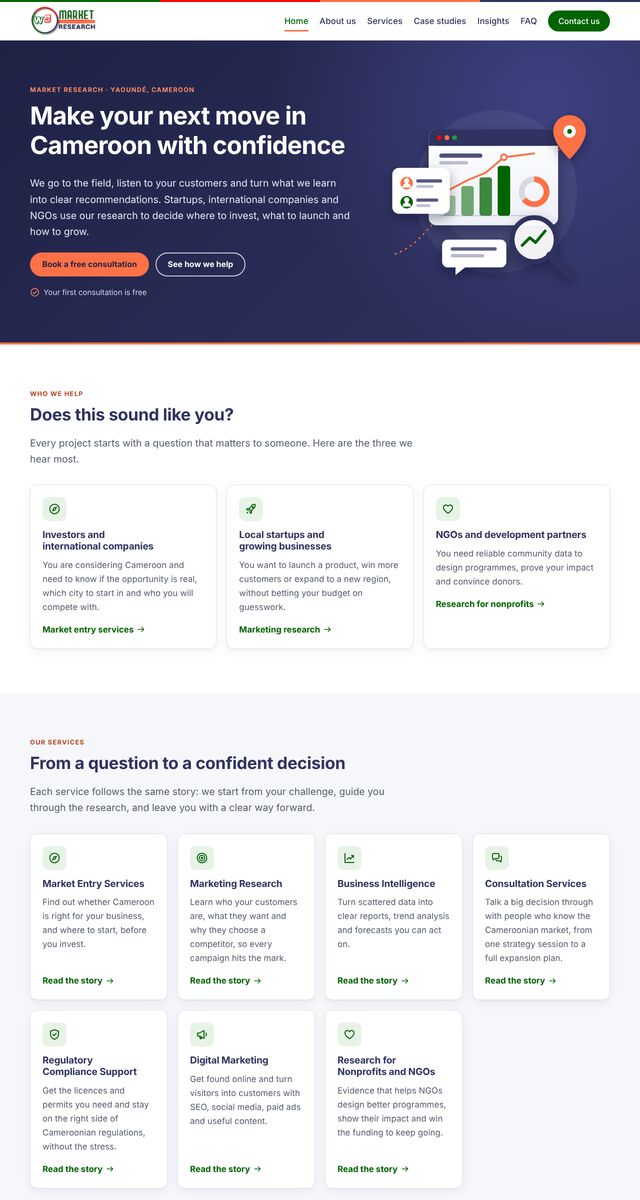 MARKET
RESEARCH
Home About us Services Case studies Insights FAQ Contact us
MARKET RESEARCH · YAOUNDÉ, CAMEROON
Make your next move in
Cameroon with confidence
We go to the field, listen to your customers and turn what we learn
into clear recommendations. Startups, international companies and
NGOs use our research to decide where to invest, what to launch and
how to grow.
Book a free consultation See how we help
Your first consultation is free
WHO WE HELP
Does this sound like you?
Every project starts with a question that matters to someone. Here are the three we
hear most.
Investors and
international companies
You are considering Cameroon and
need to know if the opportunity is real,
which city to start in and who you will
compete with.
Market entry services →
Local startups and
growing businesses
You want to launch a product, win more
customers or expand to a new region,
without betting your budget on
guesswork.
Marketing research →
NGOs and development partners
You need reliable community data to
design programmes, prove your impact
and convince donors.
Research for nonprofits →
OUR SERVICES
From a question to a confident decision
Each service follows the same story: we start from your challenge, guide you
through the research, and leave you with a clear way forward.
Market Entry Services
Find out whether Cameroon
is right for your business,
and where to start, before
you invest.
Read the story →
Marketing Research
Learn who your customers
are, what they want and
why they choose a
competitor, so every
campaign hits the mark.
Read the story →
Business Intelligence
Turn scattered data into
clear reports, trend analysis
and forecasts you can act
on.
Read the story →
Consultation Services
Talk a big decision through
with people who know the
Cameroonian market, from
one strategy session to a
full expansion plan.
Read the story →
Regulatory
Compliance Support
Get the licences and
permits you need and stay
on the right side of
Cameroonian regulations,
without the stress.
Read the story →
Digital Marketing
Get found online and turn
visitors into customers with
SEO, social media, paid ads
and useful content.
Read the story →
Research for
Nonprofits and NGOs
Evidence that helps NGOs
design better programmes,
show their impact and win
the funding to keep going.
Read the story →